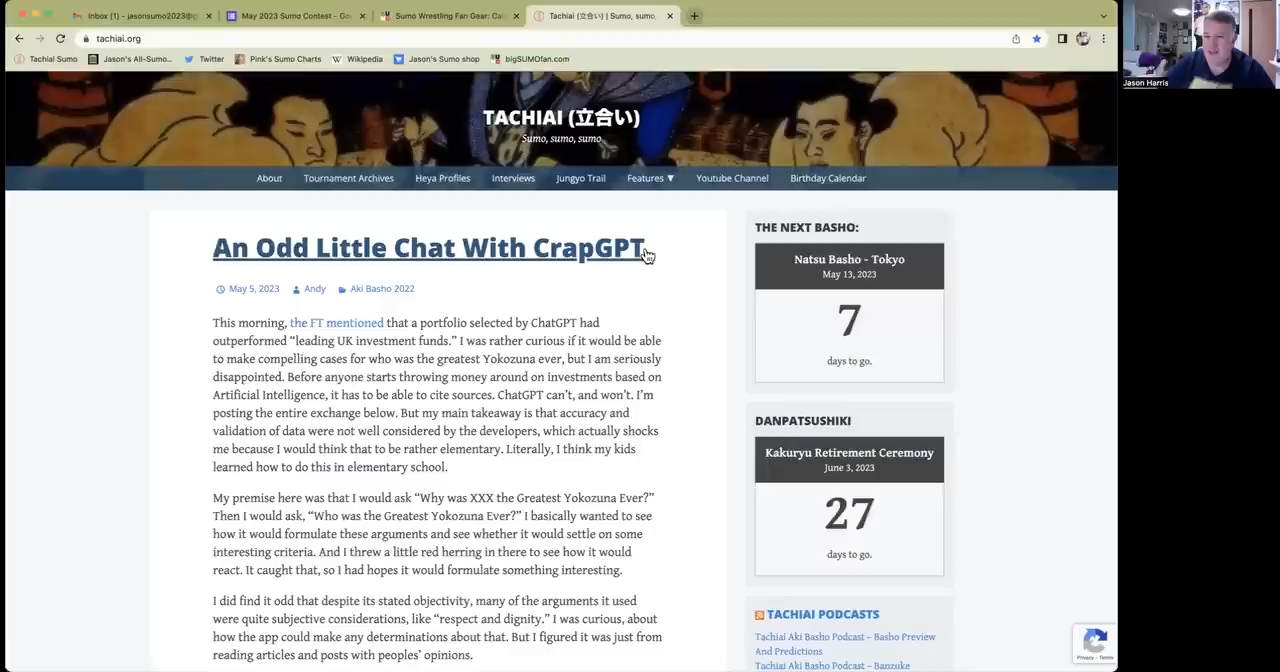 Inbox (1) - jasonsumo2023@g
May 2023 Sumo Contest - Go
Sumo Wrestling Fan Gear: Cal
Tachiai (立合い) | Sumo, sumo,
tachiai.org
Tachiai Sumo
Jason's All-Sumo...
Twitter
Pink's Sumo Charts
Wikipedia
Jason's Sumo shop
bigSUMOfan.com
Jason Harris
TACHIAI (立合い)
Sumo, sumo, sumo
About
Tournament Archives
Heya Profiles
Interviews
Jungyo Trail
Features ▼
Youtube Channel
Birthday Calendar
An Odd Little Chat With CrapGPT
May 5, 2023
Andy
Aki Basho 2022
This morning, the FT mentioned that a portfolio selected by ChatGPT had
outperformed “leading UK investment funds.” I was rather curious if it would be able
to make compelling cases for who was the greatest Yokozuna ever, but I am seriously
disappointed. Before anyone starts throwing money around on investments based on
Artificial Intelligence, it has to be able to cite sources. ChatGPT can’t, and won’t. I’m
posting the entire exchange below. But my main takeaway is that accuracy and
validation of data were not well considered by the developers, which actually shocks
me because I would think that to be rather elementary. Literally, I think my kids
learned how to do this in elementary school.
My premise here was that I would ask “Why was XXX the Greatest Yokozuna Ever?”
Then I would ask, “Who was the Greatest Yokozuna Ever?” I basically wanted to see
how it would formulate these arguments and see whether it would settle on some
interesting criteria. And I threw a little red herring in there to see how it would
react. It caught that, so I had hopes it would formulate something interesting.
I did find it odd that despite its stated objectivity, many of the arguments it used
were quite subjective considerations, like “respect and dignity.” I was curious, about
how the app could make any determinations about that. But I figured it was just from
reading articles and posts with peoples’ opinions.
THE NEXT BASHO:
Natsu Basho - Tokyo
May 13, 2023
7
days to go.
DANPATSUSHIKI
Kakuryu Retirement Ceremony
June 3, 2023
27
days to go.
TACHIAI PODCASTS
Tachiai Aki Basho Podcast – Basho Preview
And Predictions
Tachiai Aki Basho Podcast – Banzuke
Privacy - Terms